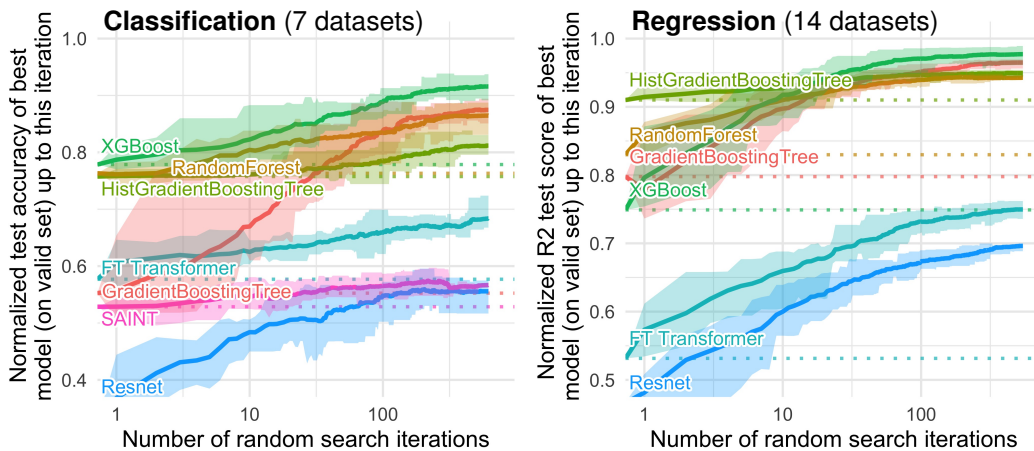 Classification (7 datasets)
Normalized test accuracy of best
model (on valid set) up to this iteration
1.0
0.8
0.6
0.4
XGBoost
RandomForest
HistGradientBoostingTree
FT Transformer
GradientBoostingTree
SAINT
Resnet
1
10
100
Number of random search iterations
Regression (14 datasets)
Normalized R2 test score of best
model (on valid set) up to this iteration
1.0
0.9
0.8
0.7
0.6
0.5
HistGradientBoostingTree
RandomForest
GradientBoostingTree
XGBoost
FT Transformer
Resnet
1
10
100
Number of random search iterations